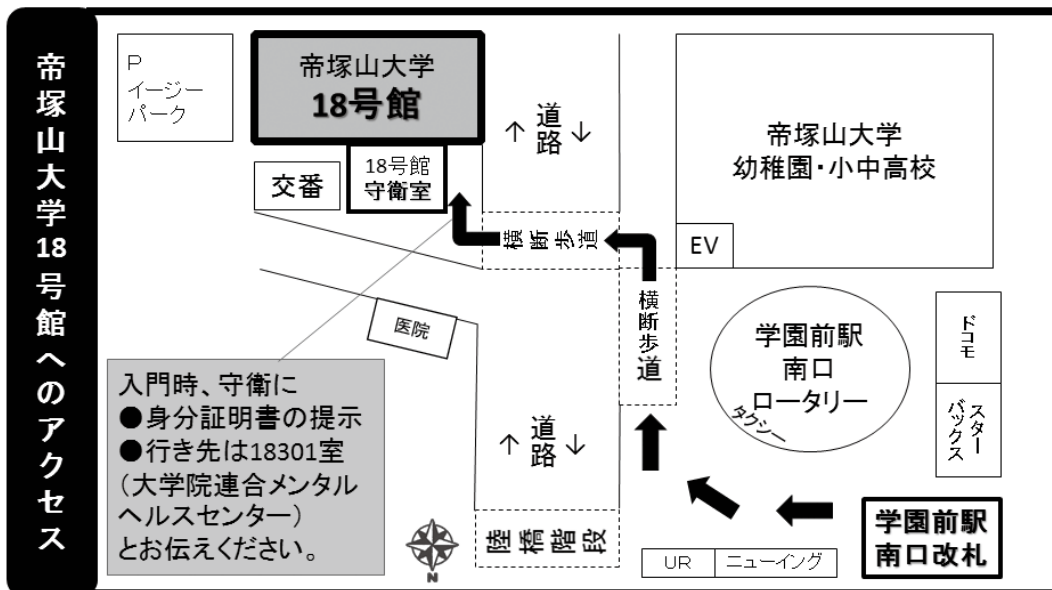 帝塚山大学18号館へのアクセス
P
イージー
パーク
帝塚山大学
18号館
↑道路↓
帝塚山大学
幼稚園・小中高校
交番
18号館
守衛室
横断歩道
EV
横断歩道
医院
学園前駅
南口
ロータリー
タクシー
ドコモ
スター
バックス
入門時、守衛に
●身分証明書の提示
●行き先は18301室
（大学院連合メンタル
ヘルスセンター）
とお伝えください。
↑道路↓
陸橋階段
N
UR
ニューイング
学園前駅
南口改札